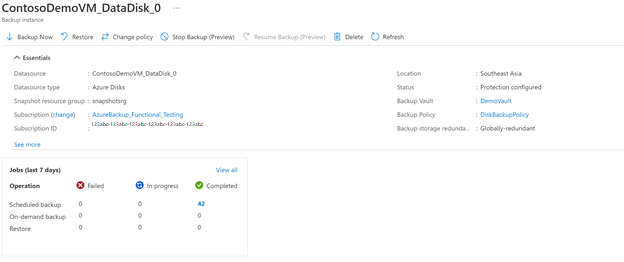 ContosoDemoVM_DataDisk_0 ...
Backup instance
Backup Now Restore Change policy Stop Backup (Preview) Resume Backup (Preview) Delete Refresh
Essentials
Datasource : ContosoDemoVM_DataDisk_0 Location : Southeast Asia
Datasource type : Azure Disks Status : Protection configured
Snapshot resource group : snapshotsrg Backup Vault : DemoVault
Subscription (change) : AzureBackup_Functional_Testing Backup Policy : DiskBackupPolicy
Subscription ID : 123abc-123abc-123abc-123abc-123abc-123abc Backup storage redunda... : Globally-redundant
See more
Jobs (last 7 days) View all
Operation Failed In progress Completed
Scheduled backup 0 0 42
On-demand backup 0 0 0
Restore 0 0 0